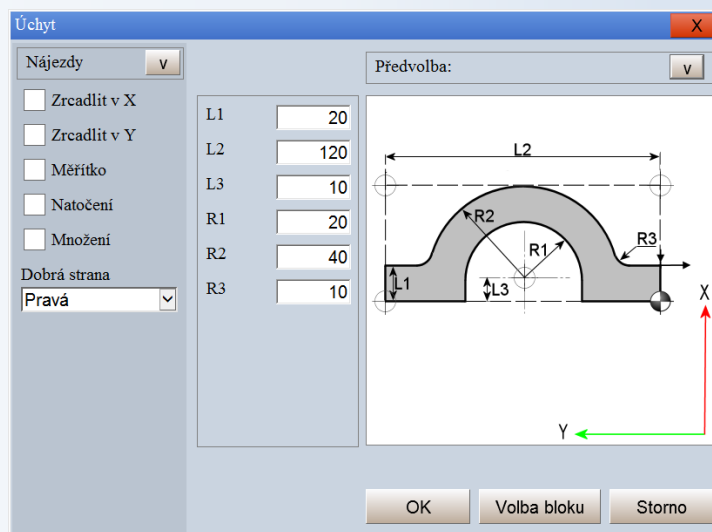 Úchyt
X
Nájezdy
v
Předvolba:
v
Zrcadlit v X
Zrcadlit v Y
Měřítko
Natočení
Množení
Dobrá strana
Pravá
L1
20
L2
120
L3
10
R1
20
R2
40
R3
10
L2
R2
R1
R3
L1
L3
X
Y
OK
Volba bloku
Storno